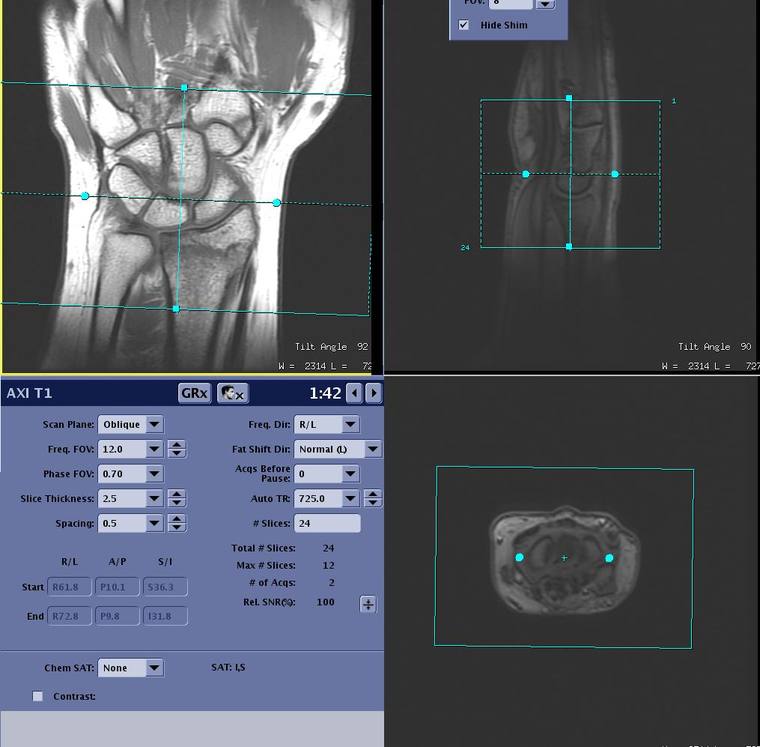 FOV: 8
Hide Shim
1
24
Tilt Angle 92
W = 2314 L = 72
Tilt Angle 90
W = 2314 L = 727
AXI T1 GRx x 1:42
Scan Plane: Oblique Freq. Dir: R/L
Freq. FOV: 12.0 Fat Shift Dir: Normal (L)
Phase FOV: 0.70 Acqs Before Pause: 0
Slice Thickness: 2.5 Auto TR: 725.0
Spacing: 0.5 # Slices: 24
Total # Slices: 24
R/L A/P S/I Max # Slices: 12
# of Acqs: 2
Start R61.8 P10.1 S36.3 Rel. SNR(%): 100
End R72.8 P9.8 I31.8
Chem SAT: None SAT: I,S
Contrast: